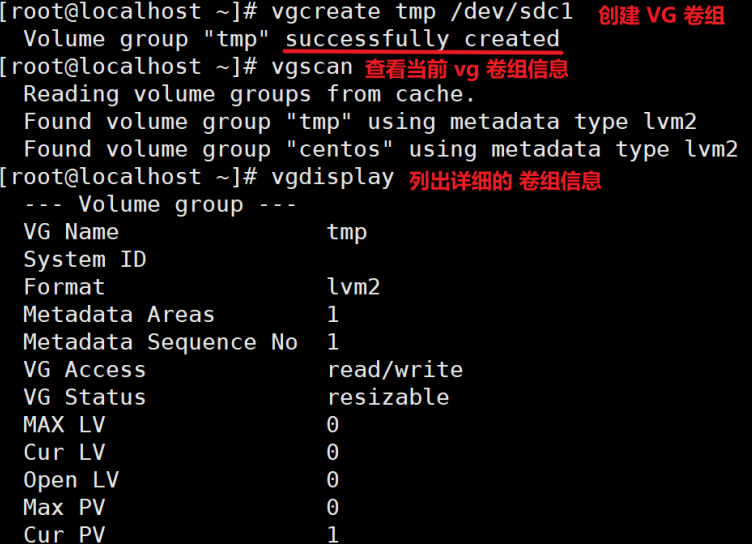 [root@localhost ~]# vgcreate tmp /dev/sdc1 创建 VG 卷组
Volume group "tmp" successfully created
[root@localhost ~]# vgscan 查看当前 vg 卷组信息
Reading volume groups from cache.
Found volume group "tmp" using metadata type lvm2
Found volume group "centos" using metadata type lvm2
[root@localhost ~]# vgdisplay 列出详细的 卷组信息
--- Volume group ---
VG Name tmp
System ID
Format lvm2
Metadata Areas 1
Metadata Sequence No 1
VG Access read/write
VG Status resizable
MAX LV 0
Cur LV 0
Open LV 0
Max PV 0
Cur PV 1